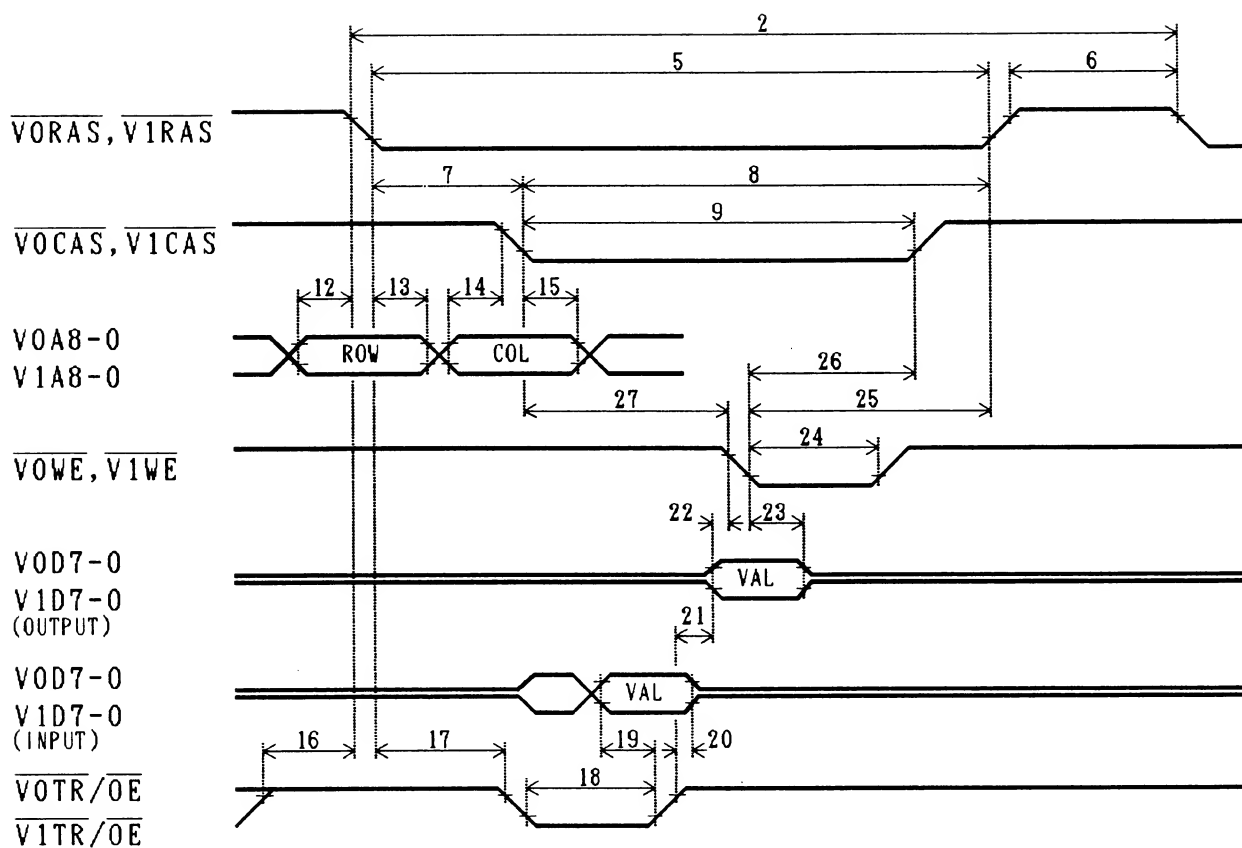 2
5
6
V0RAS, V1RAS
7
8
9
V0CAS, V1CAS
12
13
14
15
V0A8-0
ROW
COL
V1A8-0
26
27
25
24
V0WE, V1WE
22
23
V0D7-0
VAL
V1D7-0
(OUTPUT)
21
V0D7-0
VAL
V1D7-0
(INPUT)
16
17
19
20
18
V0TR/OE
V1TR/OE